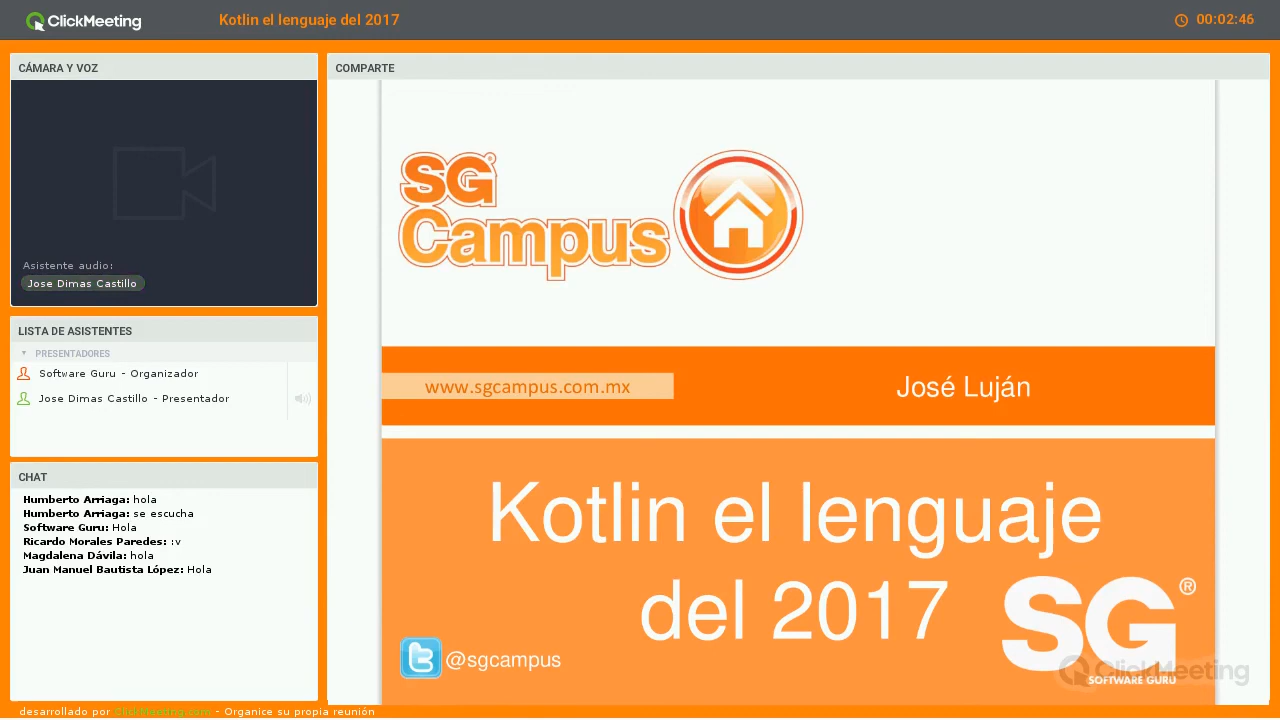 ClickMeeting
Kotlin el lenguaje del 2017
00:02:46
CÁMARA Y VOZ
Asistente audio:
Jose Dimas Castillo
LISTA DE ASISTENTES
PRESENTADORES
Software Guru - Organizador
Jose Dimas Castillo - Presentador
CHAT
Humberto Arriaga: hola
Humberto Arriaga: se escucha
Software Guru: Hola
Ricardo Morales Paredes: :v
Magdalena Dávila: hola
Juan Manuel Bautista López: Hola
desarrollado por ClickMeeting.com - Organice su propia reunión
COMPARTE
SG
Campus
www.sgcampus.com.mx
José Luján
Kotlin el lenguaje
del 2017
@sgcampus
SG®
SOFTWARE GURU
ClickMeeting